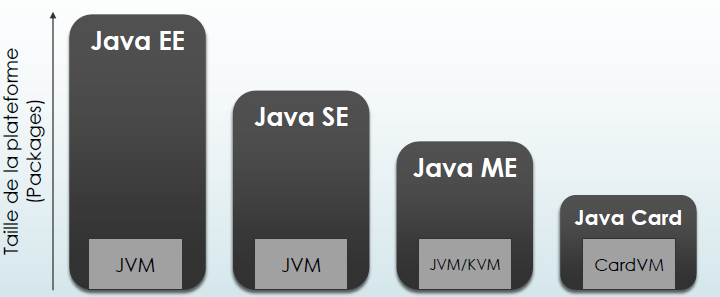 Taille de la plateforme
(Packages)
Java EE
JVM
Java SE
JVM
Java ME
JVM/KVM
Java Card
CardVM